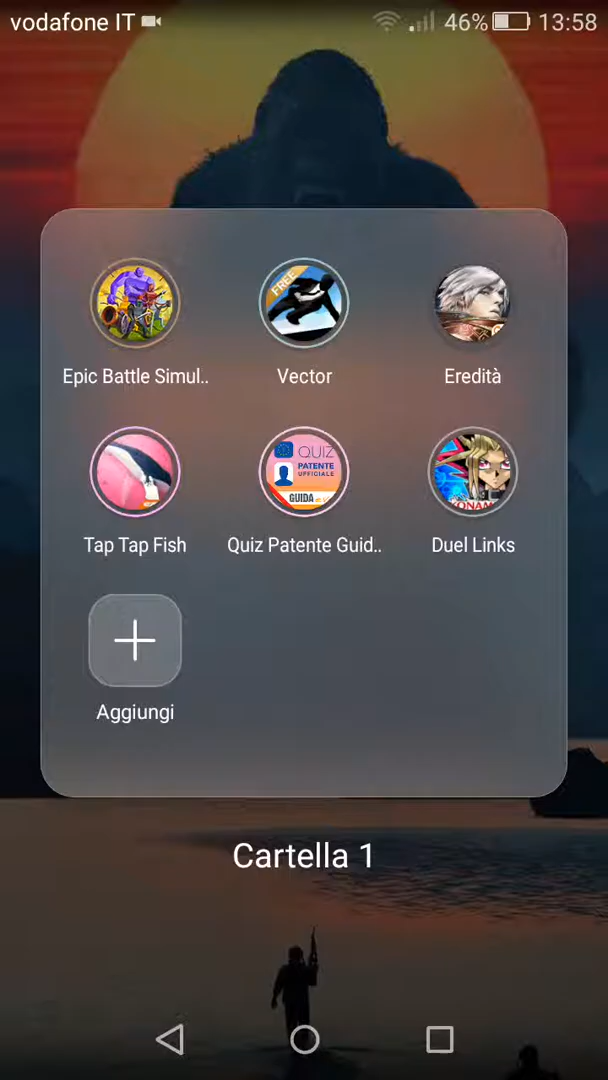 vodafone IT 46% 13:58
FREE
Epic Battle Simul.. Vector Eredità
QUIZ
PATENTE
UFFICIALE
GUIDA
KONAMI
Tap Tap Fish Quiz Patente Guid.. Duel Links
Aggiungi
Cartella 1